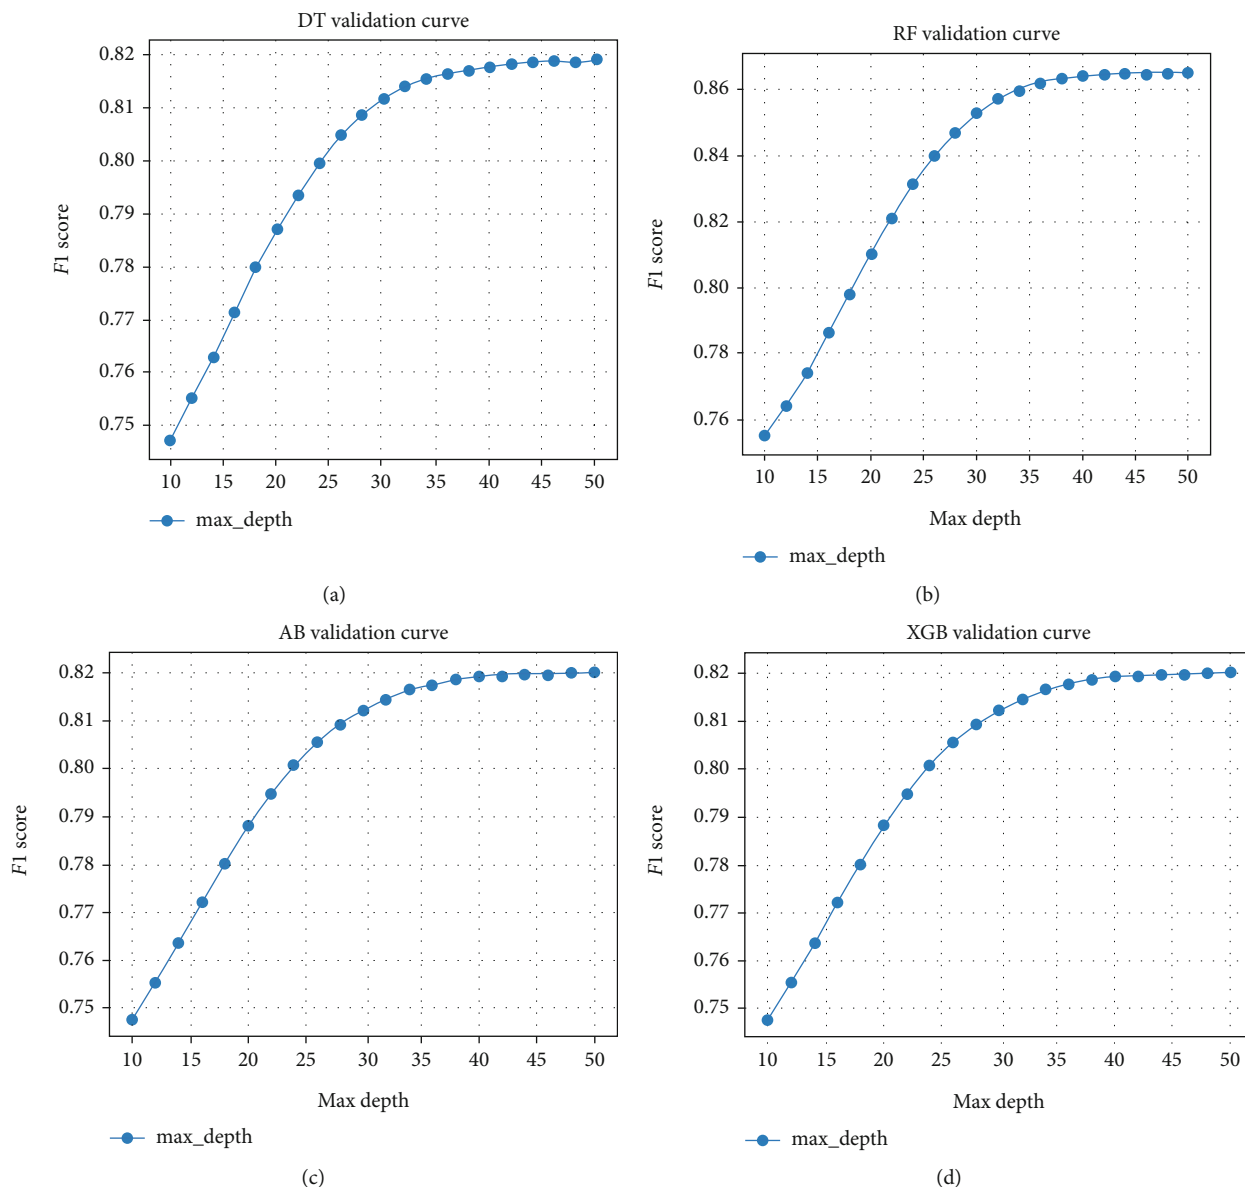 DT validation curve
0.82
0.81
0.80
0.79
0.78
0.77
0.76
0.75
F1 score
10 15 20 25 30 35 40 45 50
max_depth
(a)
RF validation curve
0.86
0.84
0.82
0.80
0.78
0.76
F1 score
10 15 20 25 30 35 40 45 50
Max depth
max_depth
(b)
AB validation curve
0.82
0.81
0.80
0.79
0.78
0.77
0.76
0.75
F1 score
10 15 20 25 30 35 40 45 50
Max depth
max_depth
(c)
XGB validation curve
0.82
0.81
0.80
0.79
0.78
0.77
0.76
0.75
F1 score
10 15 20 25 30 35 40 45 50
Max depth
max_depth
(d)